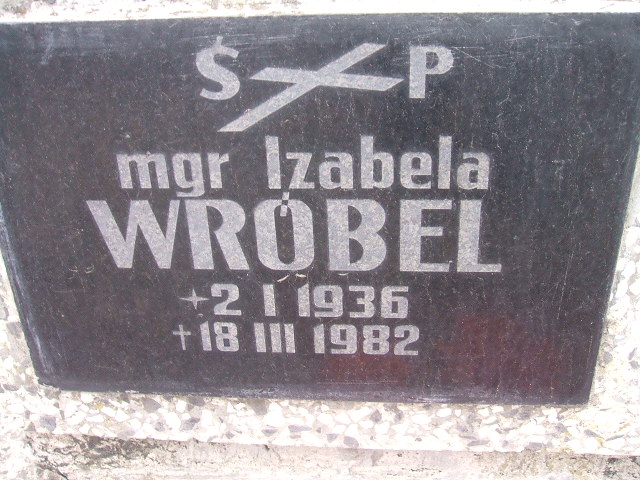 Ś P
mgr Izabela
WRÓBEL
2 I 1936
18 III 1982